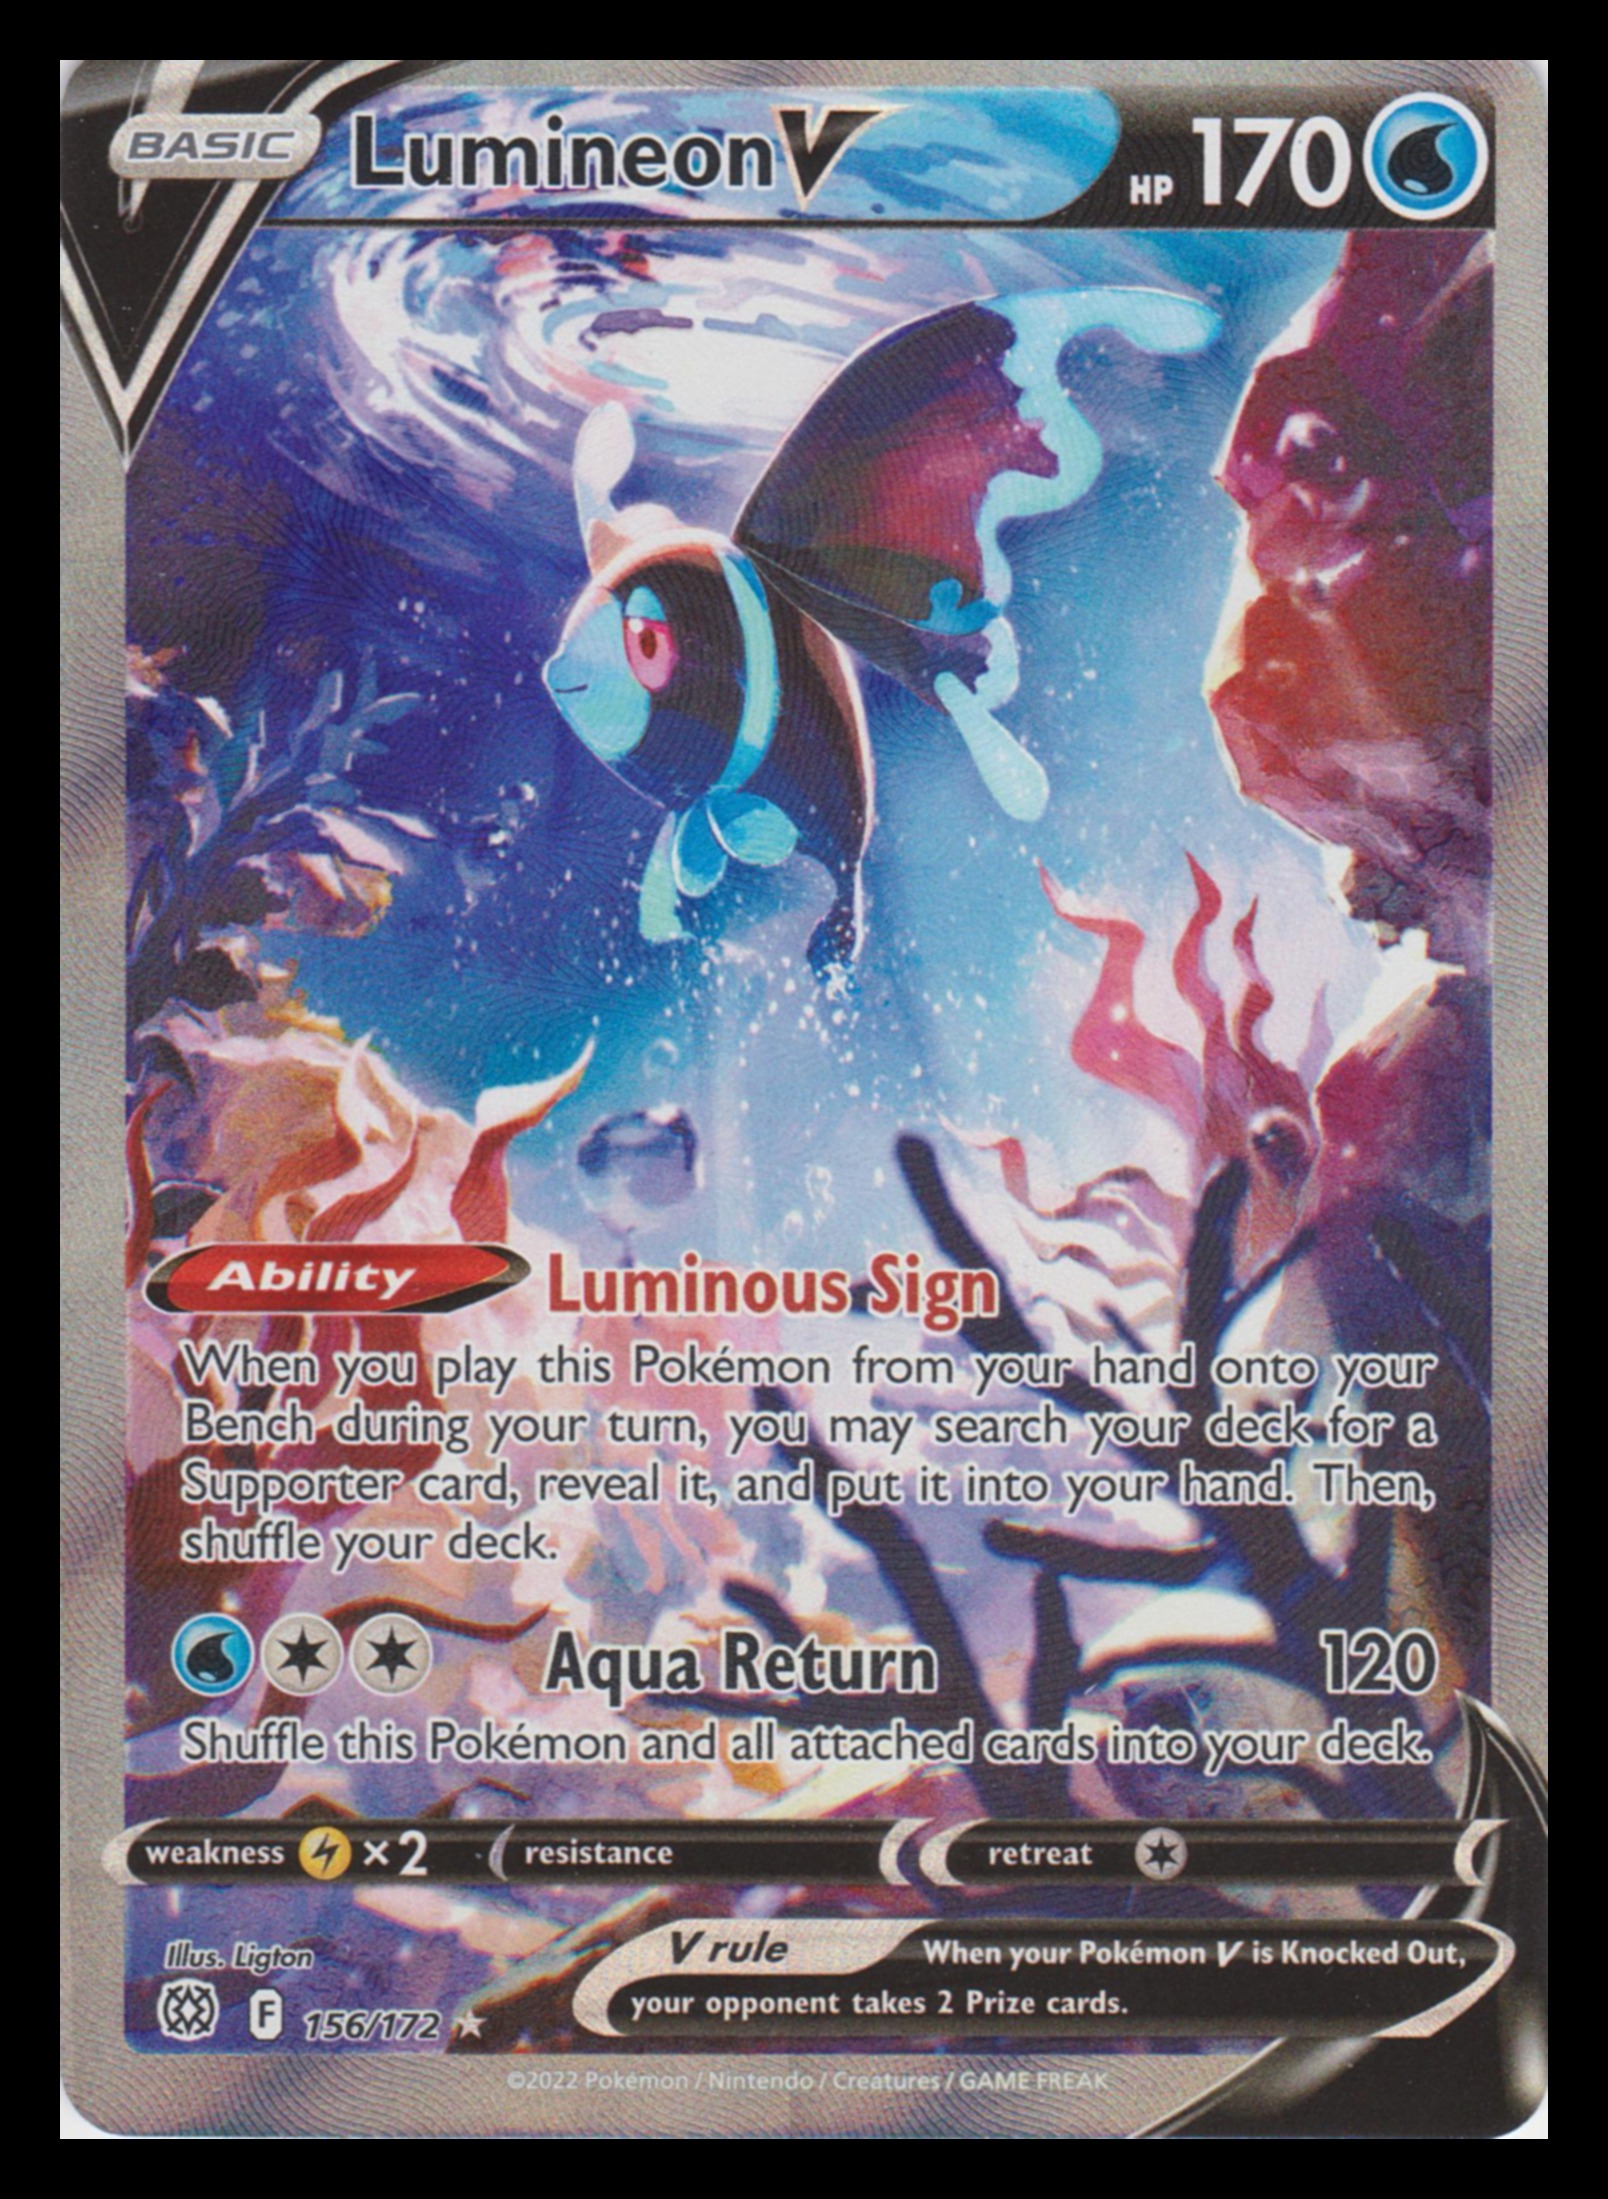 BASIC
Lumineon V
HP 170
Ability Luminous Sign
When you play this Pokémon from your hand onto your
Bench during your turn, you may search your deck for a
Supporter card, reveal it, and put it into your hand. Then,
shuffle your deck.
Aqua Return 120
Shuffle this Pokémon and all attached cards into your deck.
weakness ×2 resistance retreat
Illus. Ligton
V rule When your Pokémon V is Knocked Out,
your opponent takes 2 Prize cards.
F 156/172
©2022 Pokémon / Nintendo / Creatures / GAME FREAK